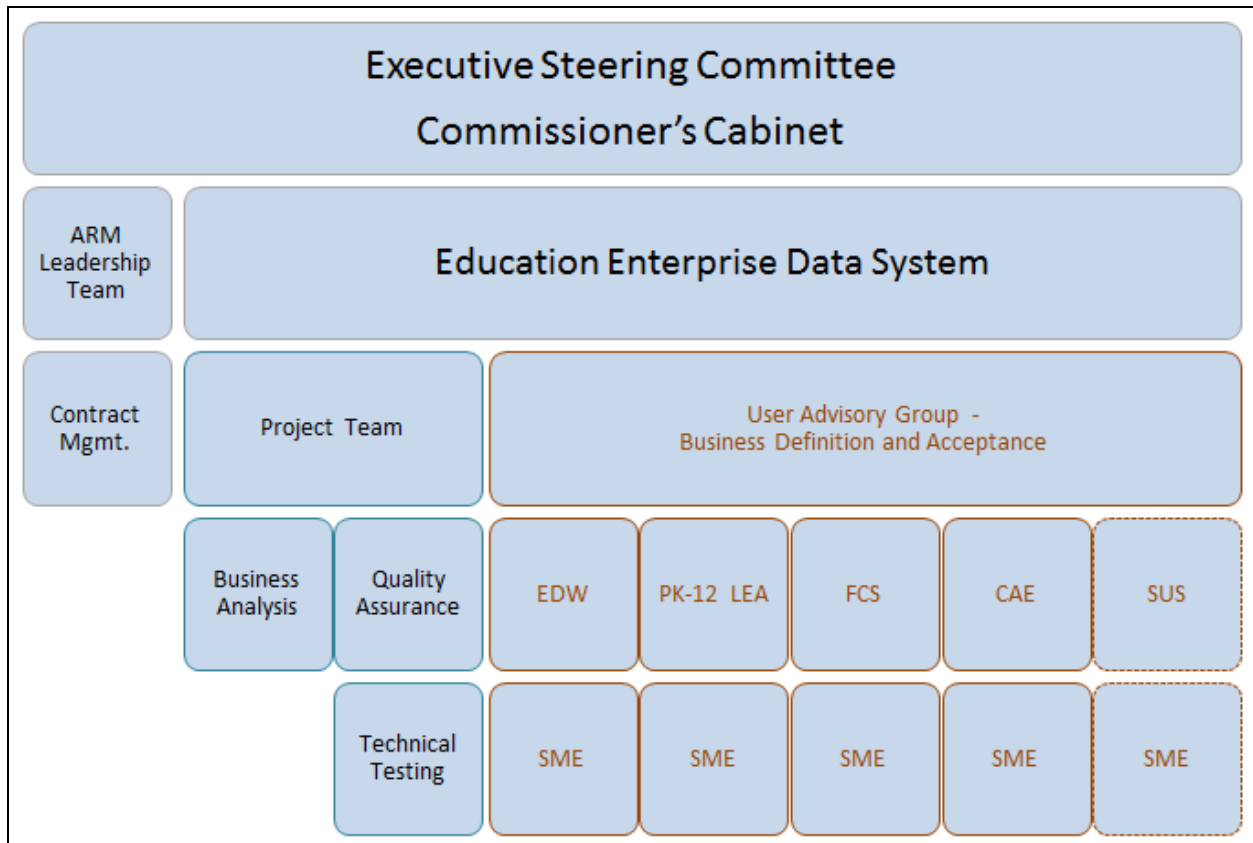 Executive Steering Committee
Commissioner's Cabinet
ARM
Leadership
Team
Education Enterprise Data System
Contract
Mgmt.
Project Team
User Advisory Group -
Business Definition and Acceptance
Business
Analysis
Quality
Assurance
EDW
PK-12 LEA
FCS
CAE
SUS
Technical
Testing
SME
SME
SME
SME
SME